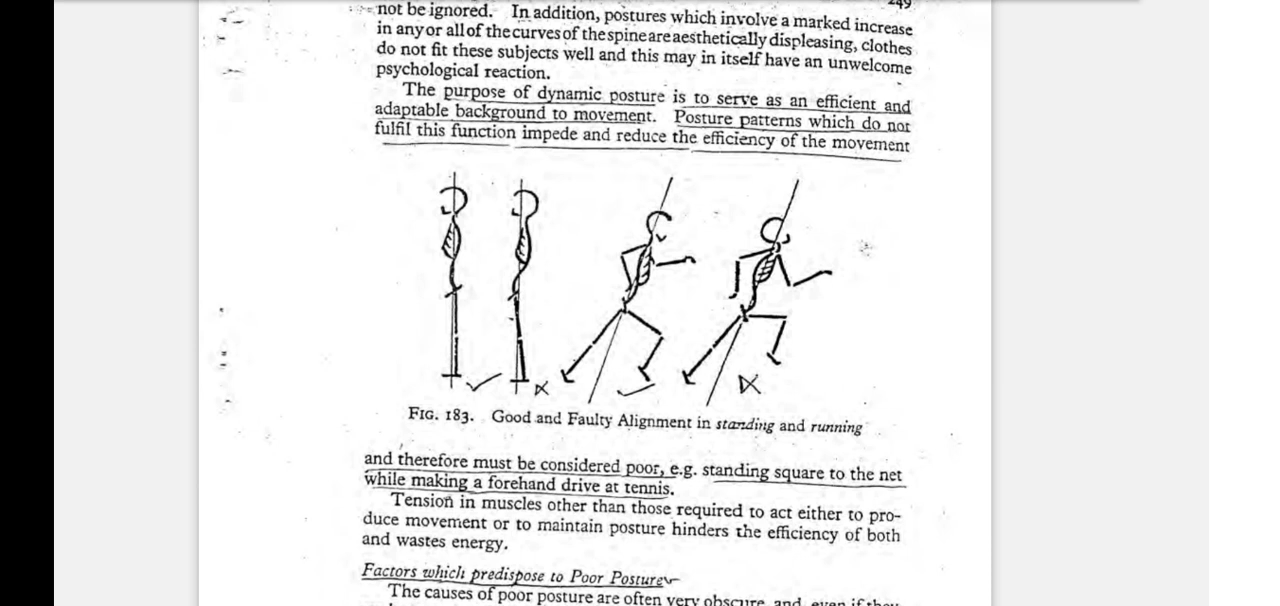 249
not be ignored. In addition, postures which involve a marked increase
in any or all of the curves of the spine are aesthetically displeasing, clothes
do not fit these subjects well and this may in itself have an unwelcome
psychological reaction.
The purpose of dynamic posture is to serve as an efficient and
adaptable background to movement. Posture patterns which do not
fulfil this function impede and reduce the efficiency of the movement
FIG. 183. Good and Faulty Alignment in standing and running
and therefore must be considered poor, e.g. standing square to the net
while making a forehand drive at tennis.
Tension in muscles other than those required to act either to pro-
duce movement or to maintain posture hinders the efficiency of both
and wastes energy.
Factors which predispose to Poor Posture
The causes of poor posture are often very obscure, and, even if they